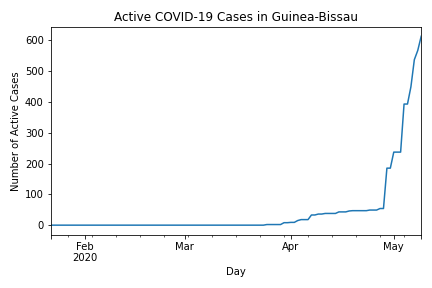 Active COVID-19 Cases in Guinea-Bissau
Number of Active Cases
600
500
400
300
200
100
0
Feb
2020
Mar
Apr
May
Day